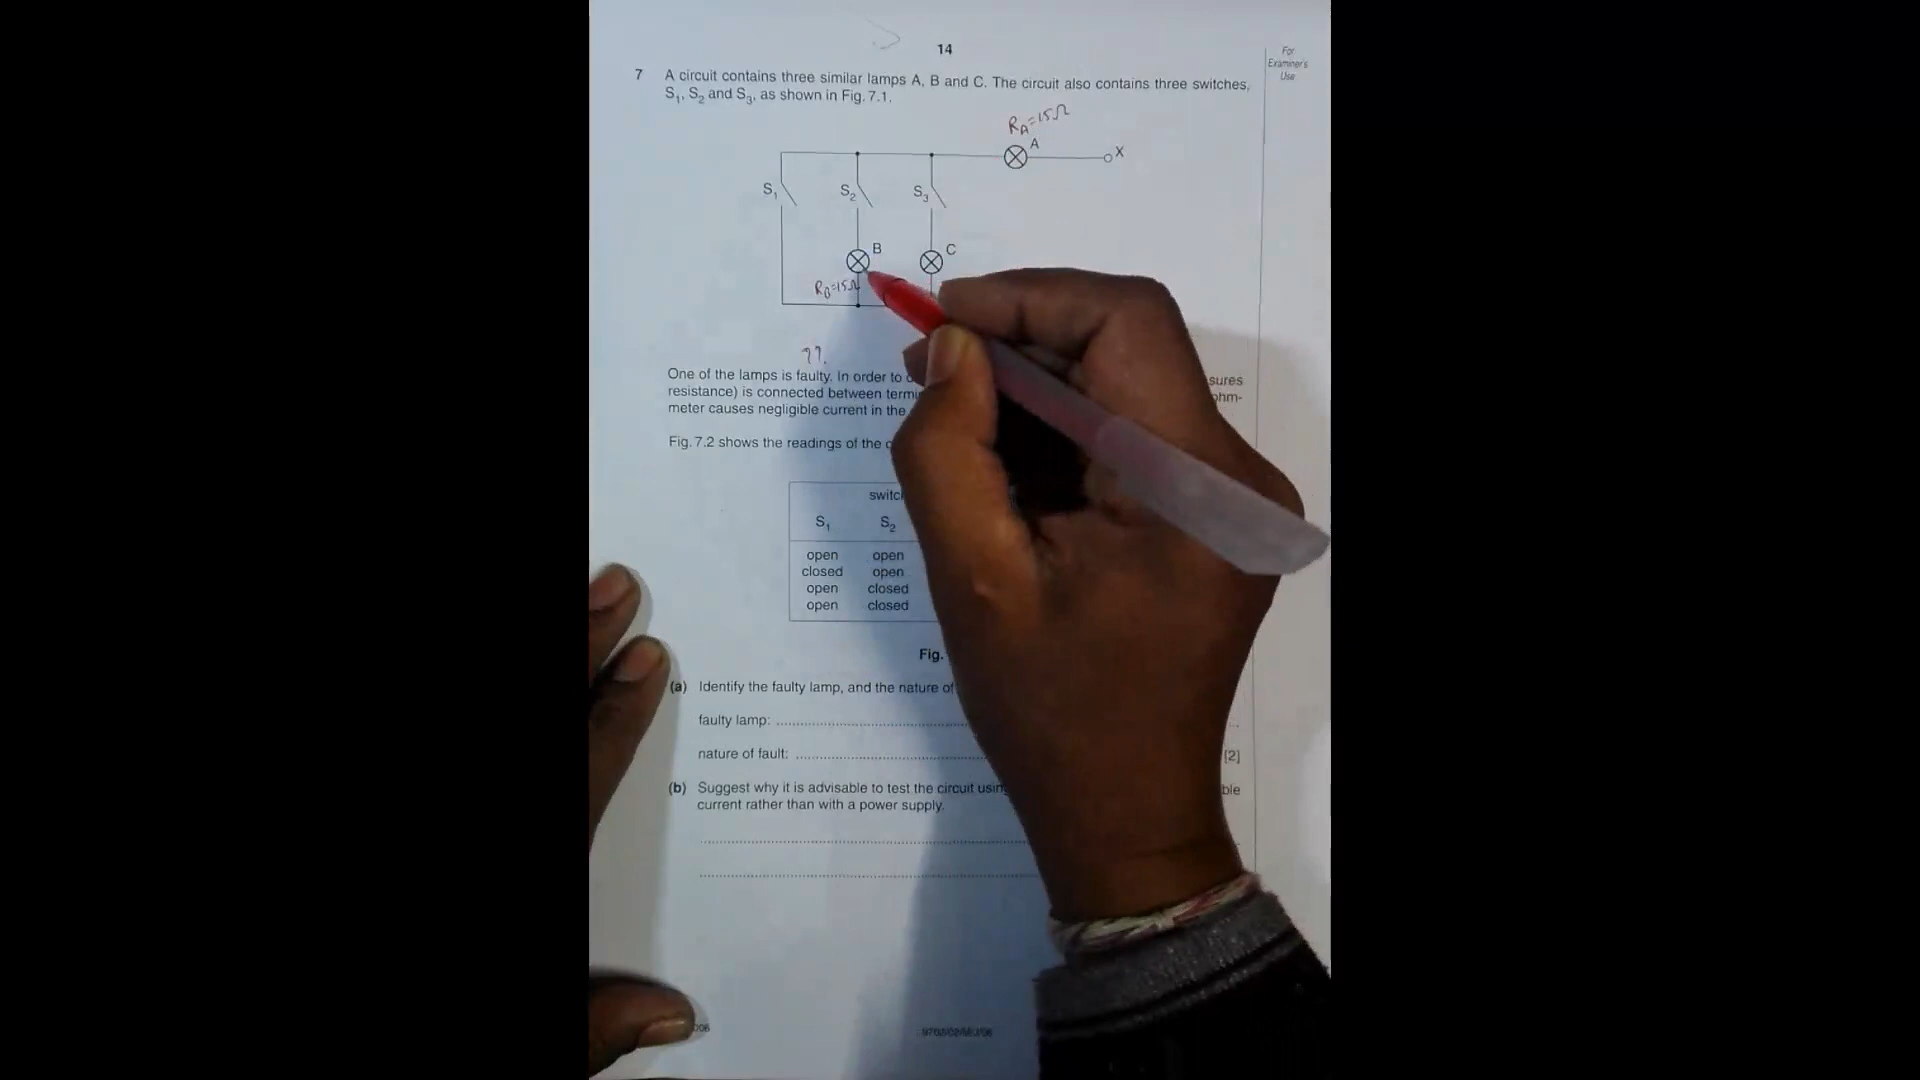 14
For
Examiner's
Use
7 A circuit contains three similar lamps A, B and C. The circuit also contains three switches,
S1, S2 and S3, as shown in Fig. 7.1.
RA=15Ω
A
X
S1
S2
S3
B
C
RB=15Ω
??.
One of the lamps is faulty. In order to
sures
resistance) is connected between
ohm-
meter causes negligible current in the
Fig. 7.2 shows the readings of the
S1 S2
open open
closed open
open closed
open closed
Fig.
(a) Identify the faulty lamp, and the nature of
faulty lamp:
nature of fault:
[2]
(b) Suggest why it is advisable to test the circuit
ble
current rather than with a power supply.